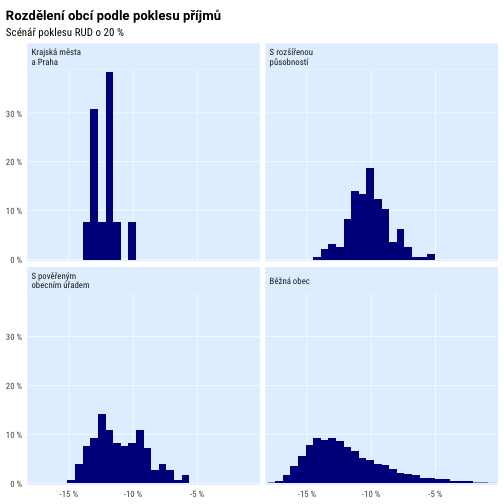 Rozdělení obcí podle poklesu příjmů
Scénář poklesu RUD o 20 %
Krajská města
a Praha
S rozšířenou
působností
30 %
20 %
10 %
0 %
S pověřeným
obecním úřadem
Běžná obec
30 %
20 %
10 %
0 %
-15 %
-10 %
-5 %
-15 %
-10 %
-5 %